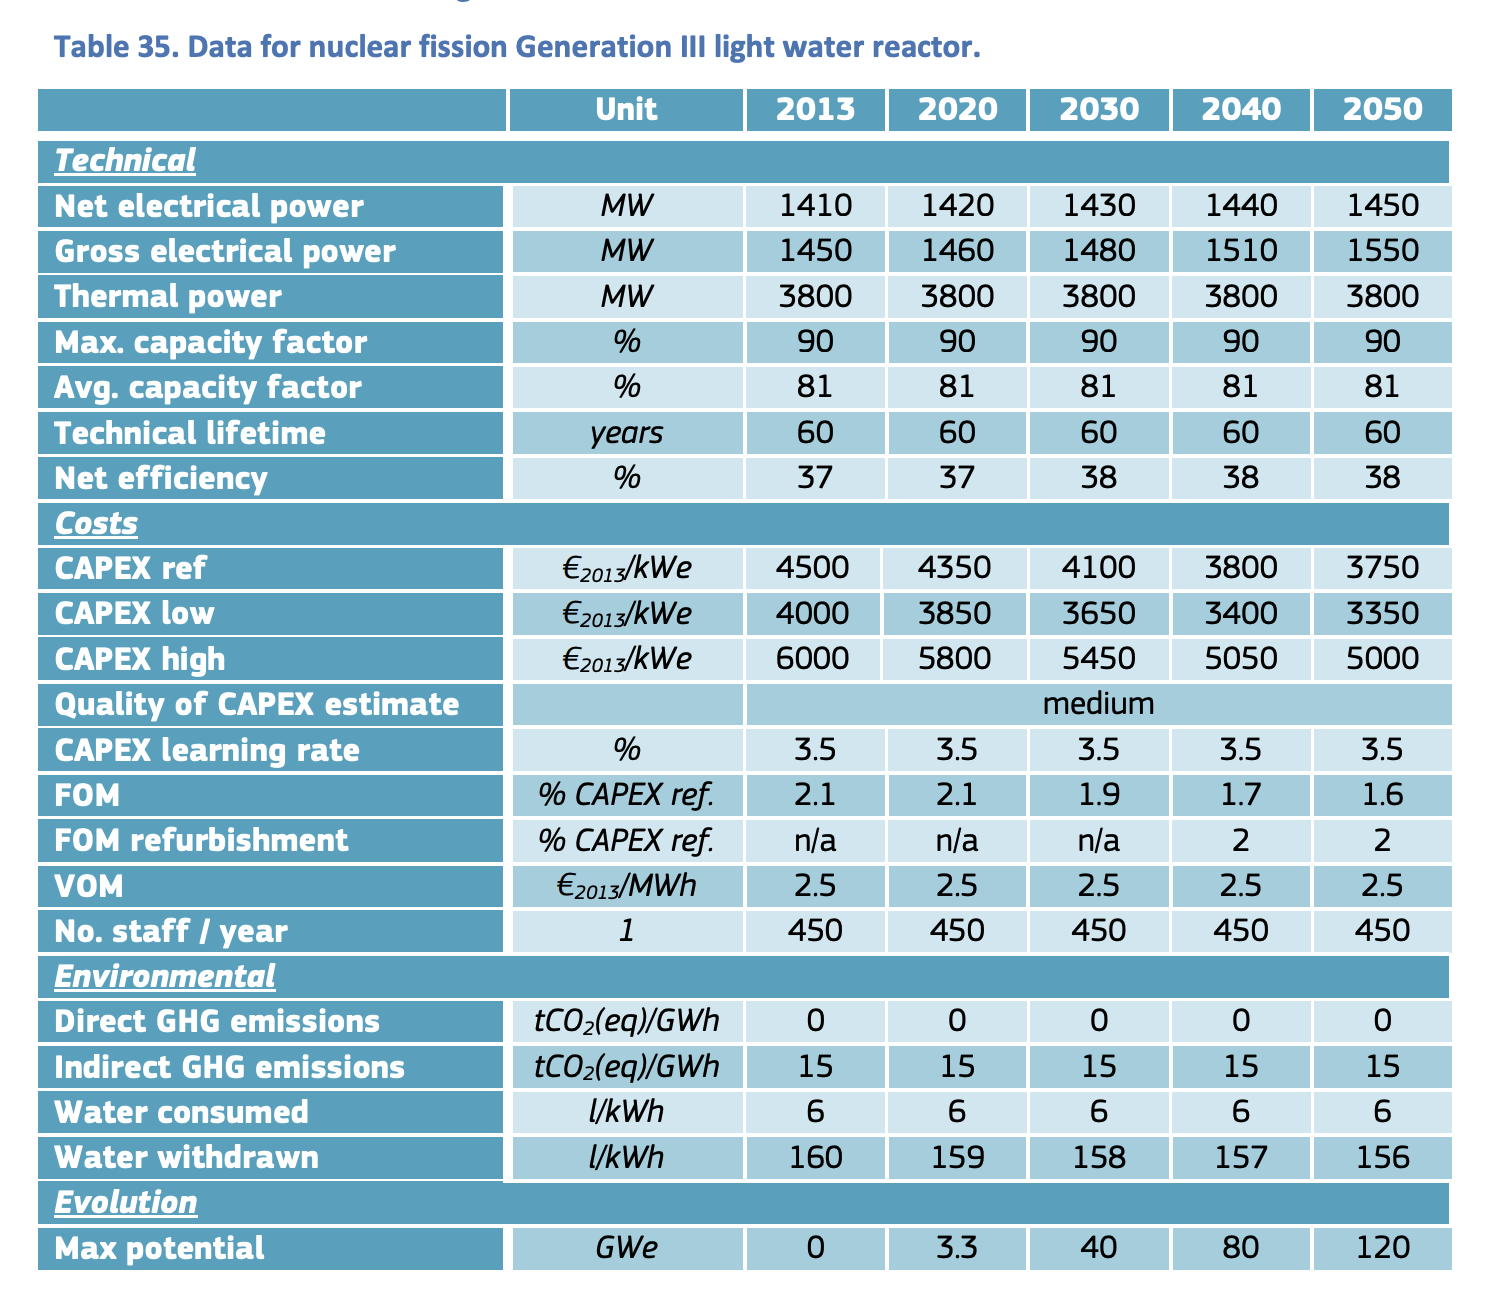 Table 35. Data for nuclear fission Generation III light water reactor.
Unit 2013 2020 2030 2040 2050
Technical
Net electrical power MW 1410 1420 1430 1440 1450
Gross electrical power MW 1450 1460 1480 1510 1550
Thermal power MW 3800 3800 3800 3800 3800
Max. capacity factor % 90 90 90 90 90
Avg. capacity factor % 81 81 81 81 81
Technical lifetime years 60 60 60 60 60
Net efficiency % 37 37 38 38 38
Costs
CAPEX ref €2013/kWe 4500 4350 4100 3800 3750
CAPEX low €2013/kWe 4000 3850 3650 3400 3350
CAPEX high €2013/kWe 6000 5800 5450 5050 5000
Quality of CAPEX estimate medium
CAPEX learning rate % 3.5 3.5 3.5 3.5 3.5
FOM % CAPEX ref. 2.1 2.1 1.9 1.7 1.6
FOM refurbishment % CAPEX ref. n/a n/a n/a 2 2
VOM €2013/MWh 2.5 2.5 2.5 2.5 2.5
No. staff / year 1 450 450 450 450 450
Environmental
Direct GHG emissions tCO2(eq)/GWh 0 0 0 0 0
Indirect GHG emissions tCO2(eq)/GWh 15 15 15 15 15
Water consumed l/kWh 6 6 6 6 6
Water withdrawn l/kWh 160 159 158 157 156
Evolution
Max potential GWe 0 3.3 40 80 120